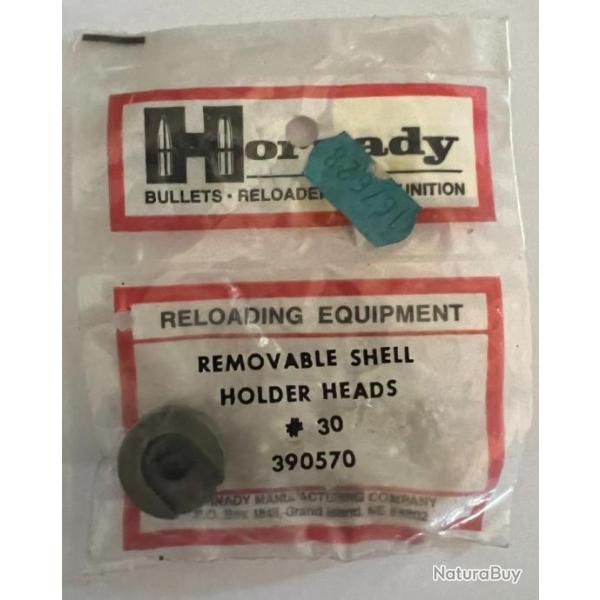 Hornady
BULLETS · RELOADE UNITION
RELOADING EQUIPMENT
REMOVABLE SHELL
HOLDER HEADS
# 30
390570
NADY MANUFACTURING COMPANY
P.O. Box 1848, Grand Island, NE 68802
NaturaBuy